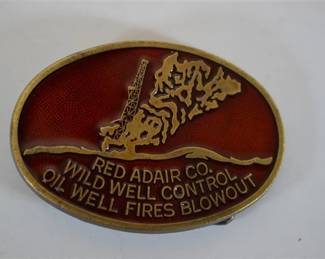 RED ADAIR CO.
WILD WELL CONTROL
OIL WELL FIRES BLOWOUT